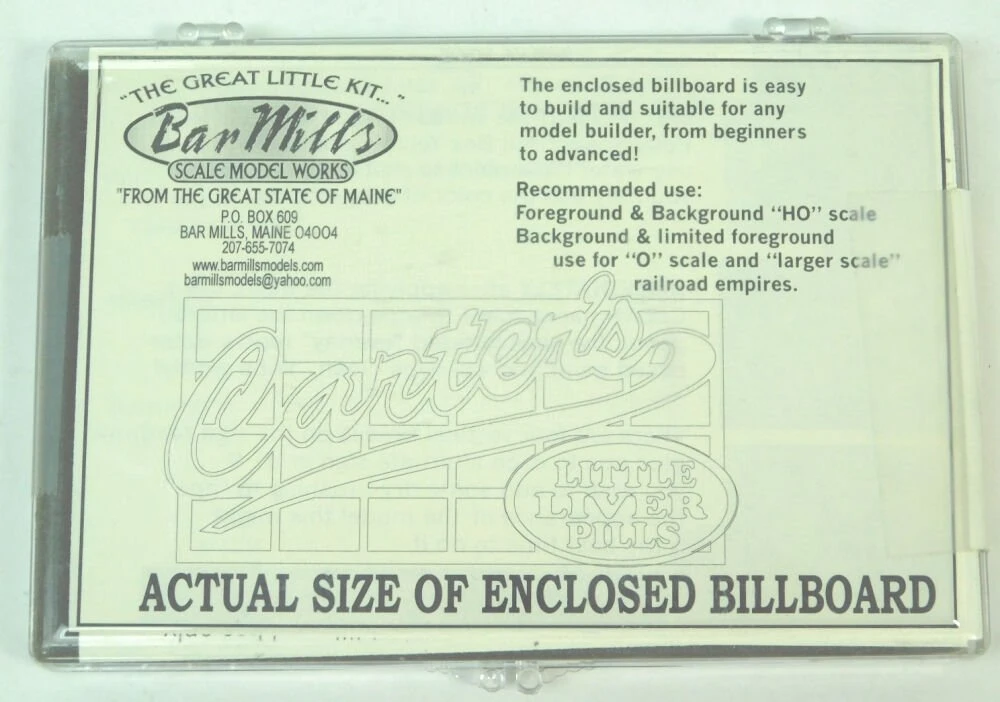 "THE GREAT LITTLE KIT..."
Bar Mills
SCALE MODEL WORKS
"FROM THE GREAT STATE OF MAINE"
P.O. BOX 609
BAR MILLS, MAINE 04004
207-655-7074
www.barmillsmodels.com
barmillsmodels@yahoo.com
The enclosed billboard is easy
to build and suitable for any
model builder, from beginners
to advanced!
Recommended use:
Foreground & Background “HO” scale
Background & limited foreground
use for “O” scale and “larger scale”
railroad empires.
Carter's
LITTLE
LIVER
PILLS
ACTUAL SIZE OF ENCLOSED BILLBOARD